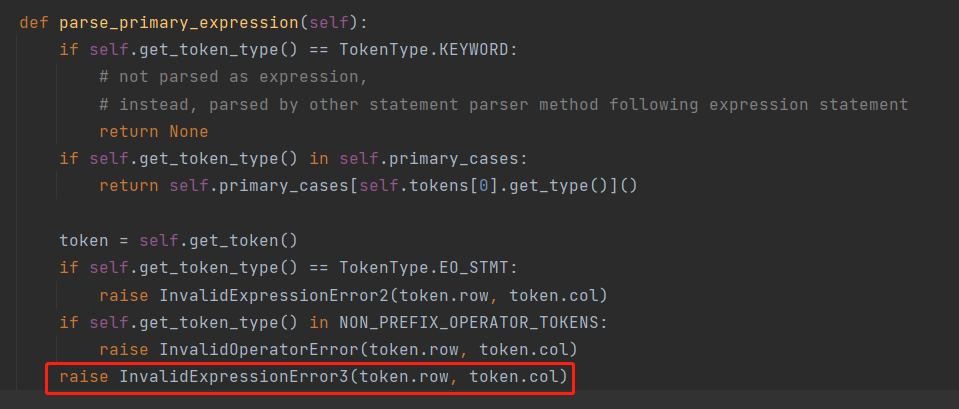 def parse_primary_expression(self):
    if self.get_token_type() == TokenType.KEYWORD:
        # not parsed as expression,
        # instead, parsed by other statement parser method following expression statement
        return None
    if self.get_token_type() in self.primary_cases:
        return self.primary_cases[self.tokens[0].get_type()]()
    token = self.get_token()
    if self.get_token_type() == TokenType.EO_STMT:
        raise InvalidExpressionError2(token.row, token.col)
    if self.get_token_type() in NON_PREFIX_OPERATOR_TOKENS:
        raise InvalidOperatorError(token.row, token.col)
    raise InvalidExpressionError3(token.row, token.col)